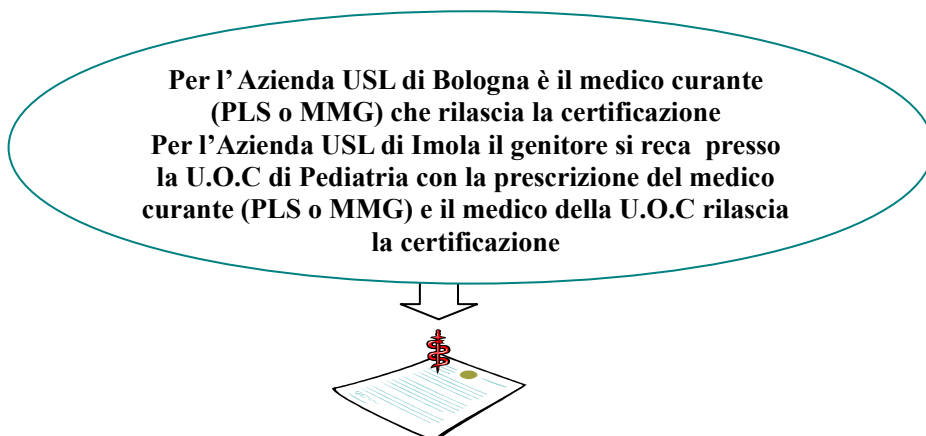 Per l’ Azienda USL di Bologna è il medico curante
(PLS o MMG) che rilascia la certificazione
Per l’Azienda USL di Imola il genitore si reca presso
la U.O.C di Pediatria con la prescrizione del medico
curante (PLS o MMG) e il medico della U.O.C rilascia
la certificazione